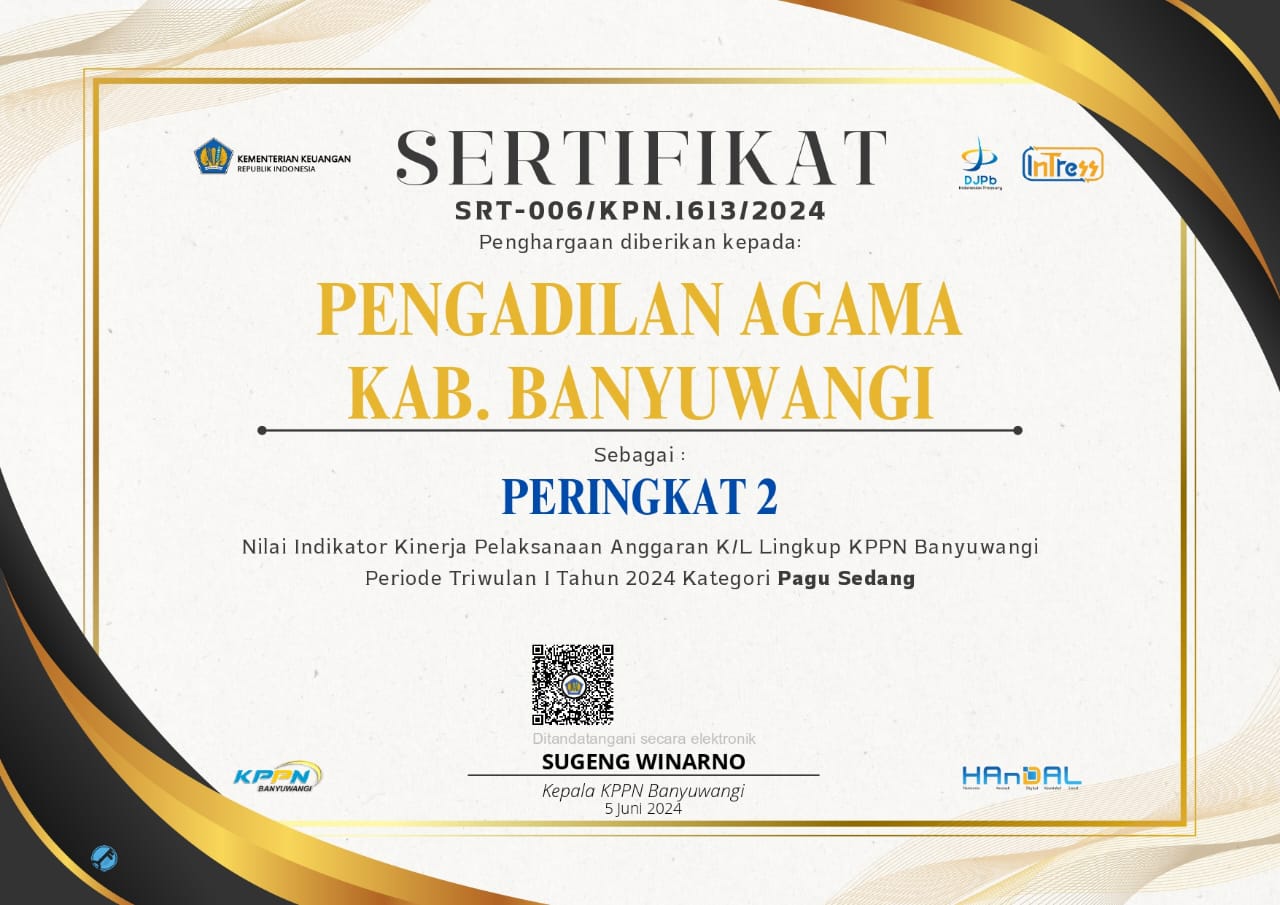 KEMENTERIAN KEUANGAN
REPUBLIK INDONESIA
SERTIFIKAT
DJPb
Indonesian Treasury
InTress
SRT-006/KPN.1613/2024
Penghargaan diberikan kepada:
PENGADILAN AGAMA
KAB. BANYUWANGI
Sebagai :
PERINGKAT 2
Nilai Indikator Kinerja Pelaksanaan Anggaran K/L Lingkup KPPN Banyuwangi
Periode Triwulan I Tahun 2024 Kategori Pagu Sedang
Ditandatangani secara elektronik
SUGENG WINARNO
Kepala KPPN Banyuwangi
5 Juni 2024
KPPN
BANYUWANGI
HAnDAL